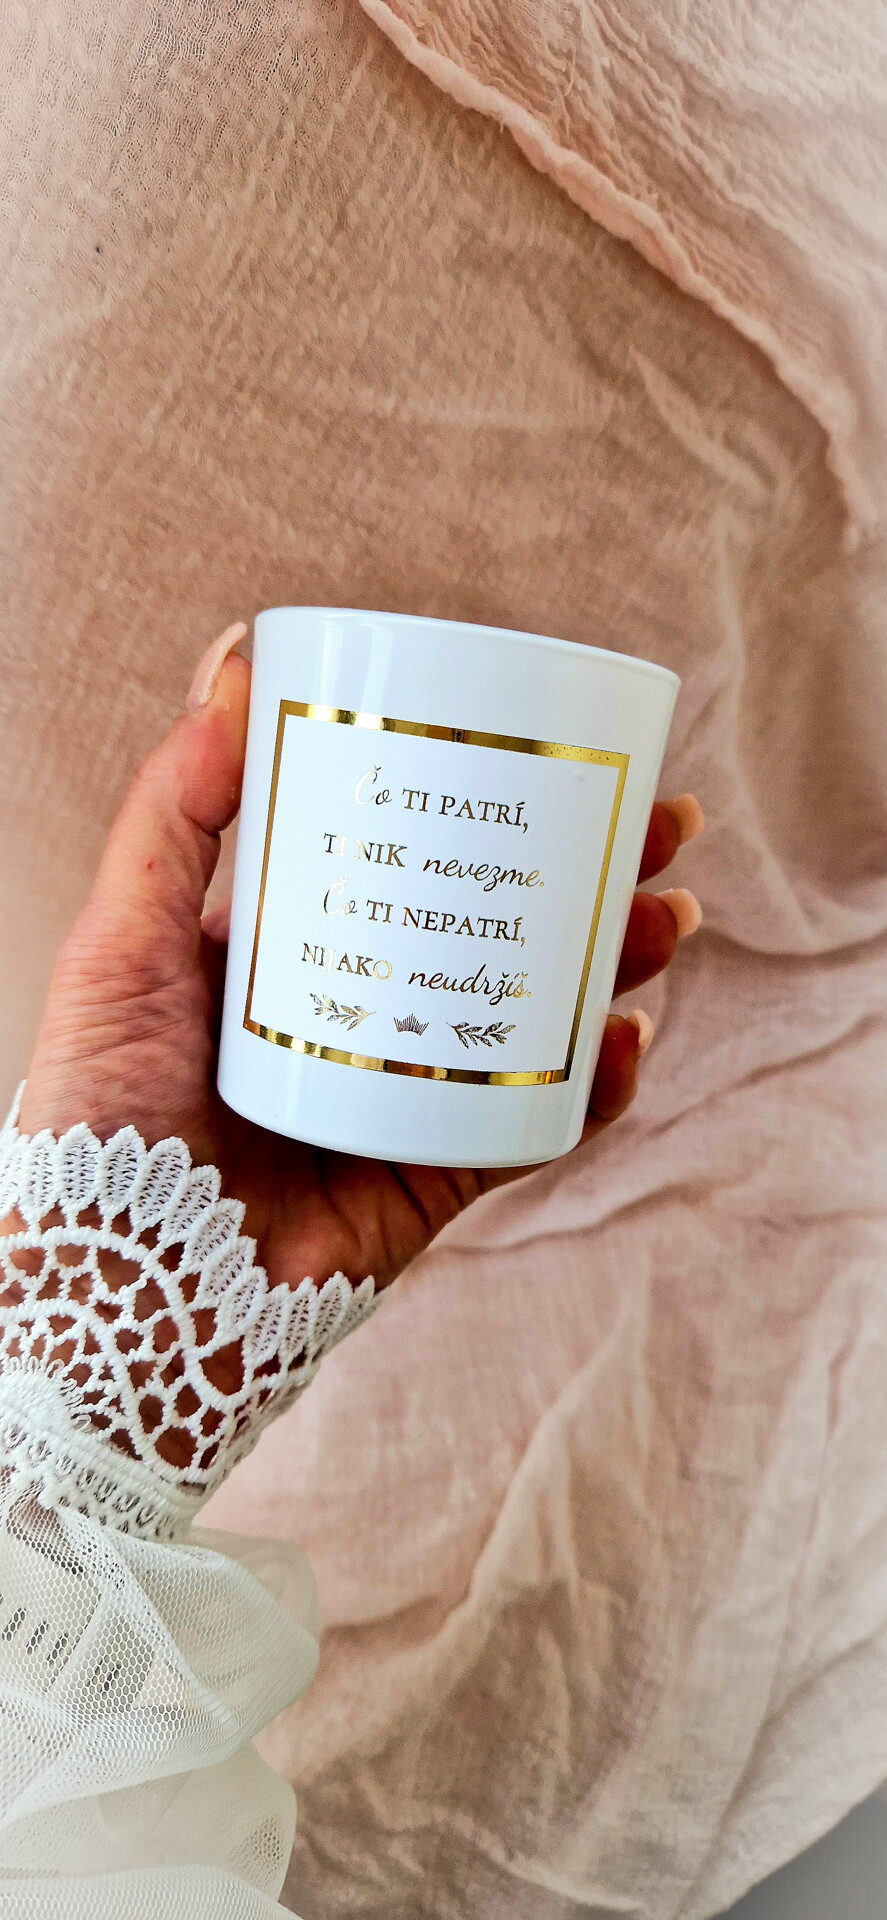 Čo TI PATRÍ,
TI NIK nevezme.
Čo TI NEPATRÍ,
NIJAKO neudržíš.